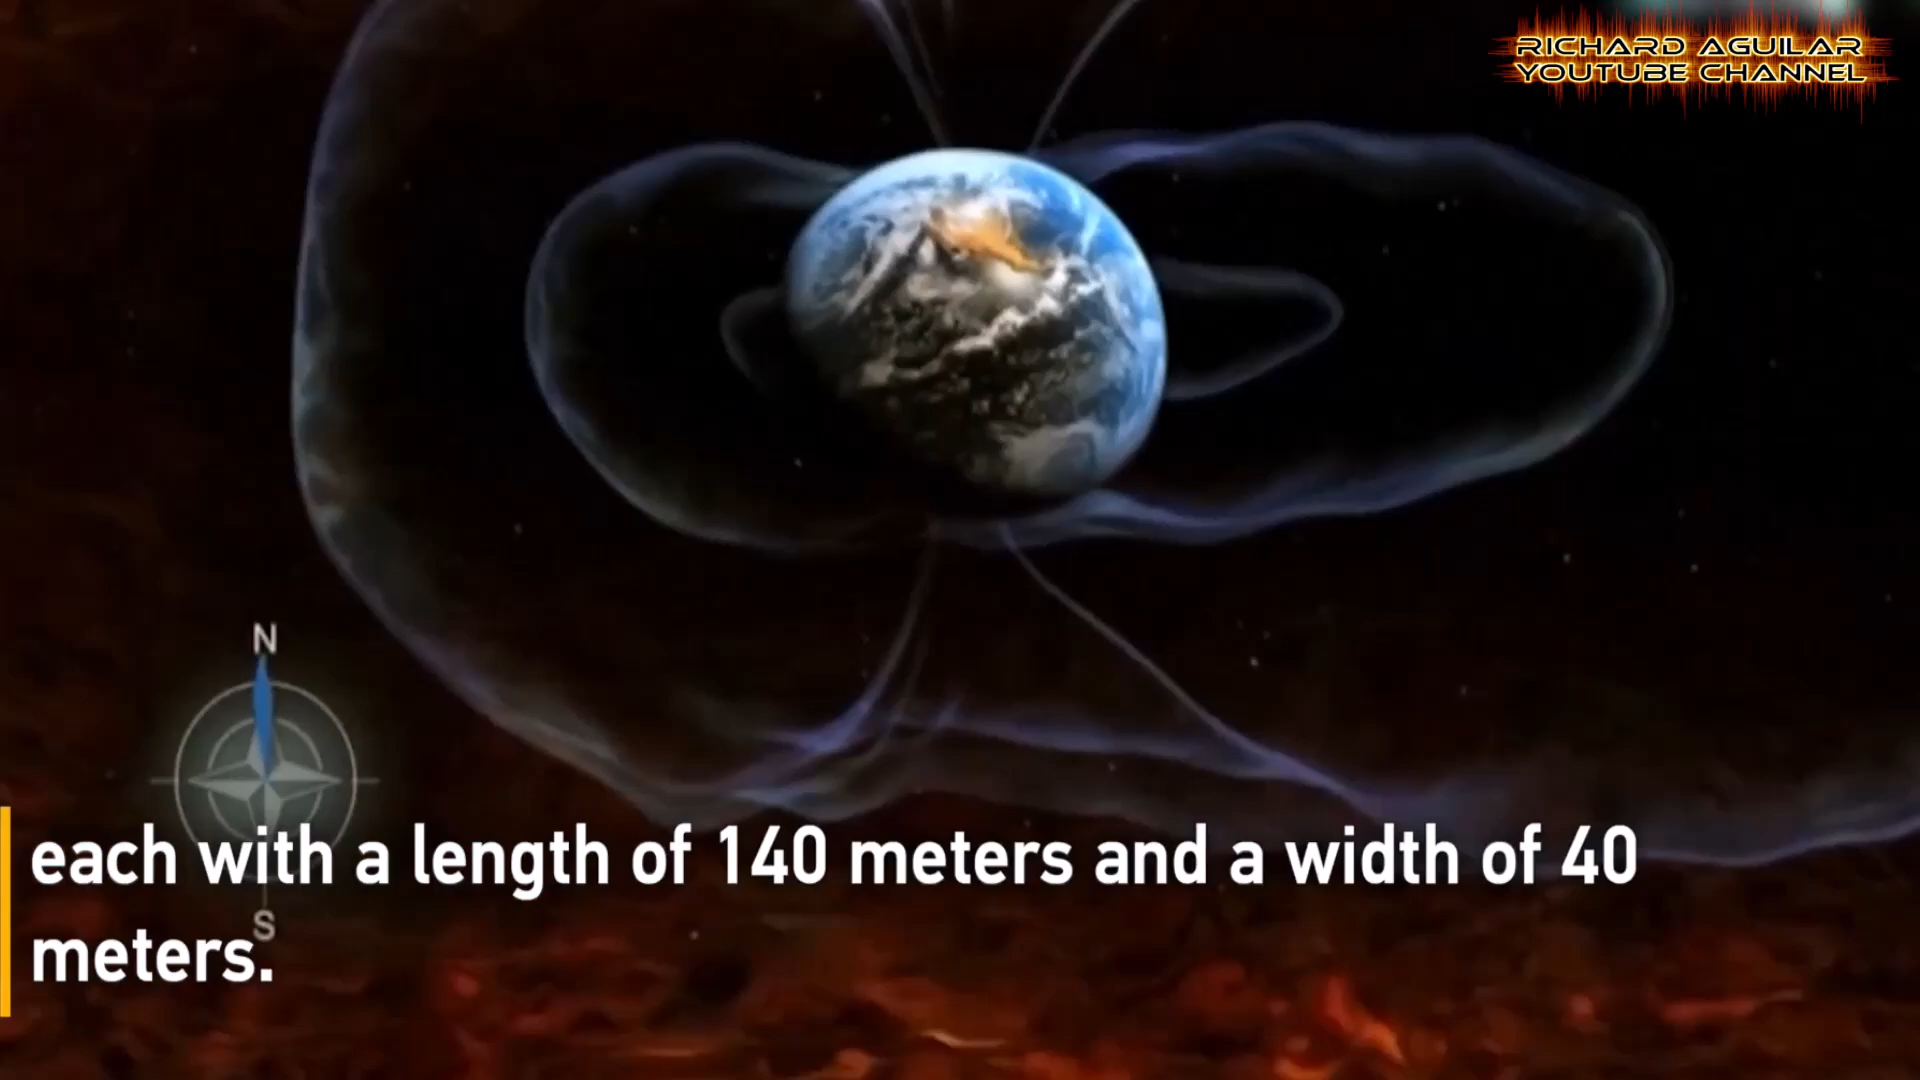 RICHARD AGUILAR
YOUTUBE CHANNEL
N
each with a length of 140 meters and a width of 40
S
meters.